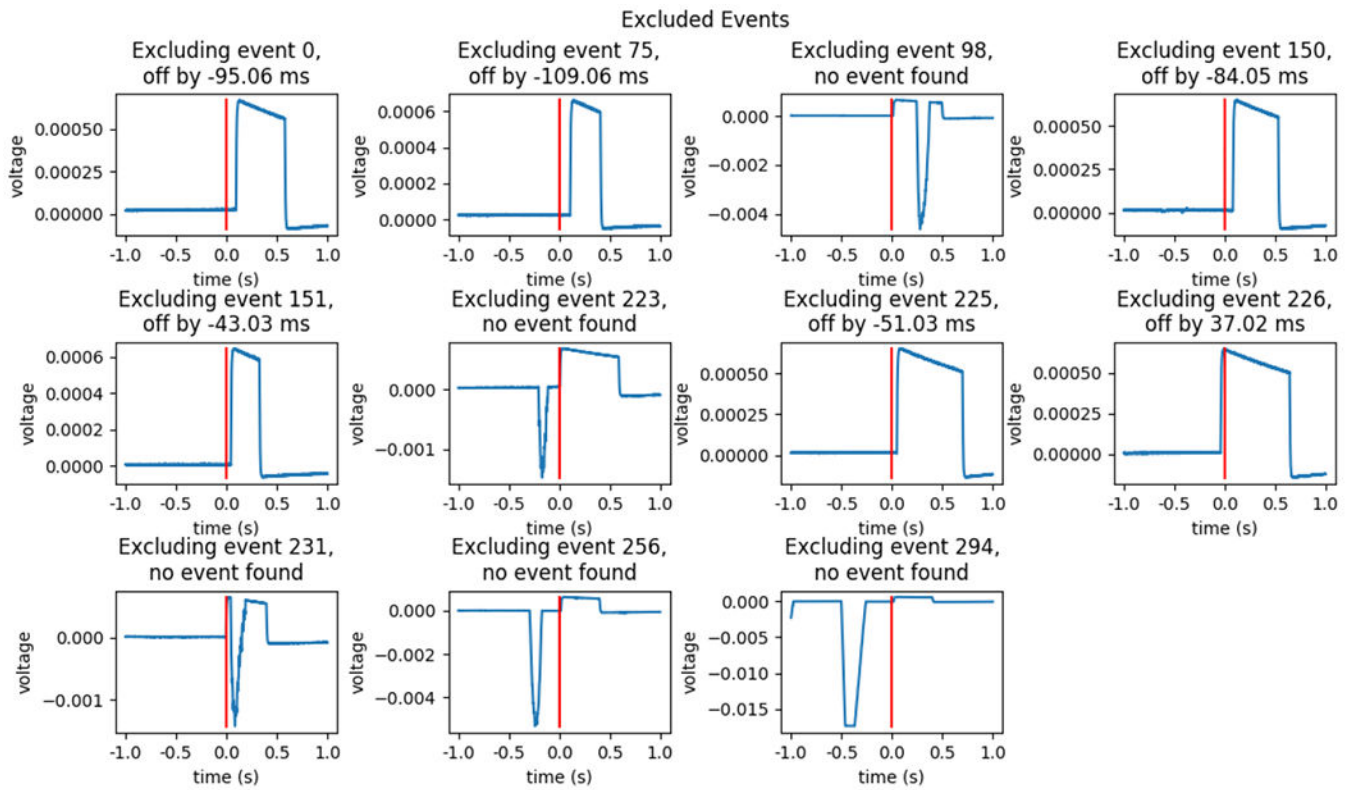 Excluded Events
Excluding event 0,
off by -95.06 ms
voltage
0.00050
0.00025
0.00000
-1.0 -0.5 0.0 0.5 1.0
time (s)
Excluding event 75,
off by -109.06 ms
voltage
0.0006
0.0004
0.0002
0.0000
-1.0 -0.5 0.0 0.5 1.0
time (s)
Excluding event 98,
no event found
voltage
0.000
−0.002
−0.004
-1.0 -0.5 0.0 0.5 1.0
time (s)
Excluding event 150,
off by -84.05 ms
voltage
0.00050
0.00025
0.00000
-1.0 -0.5 0.0 0.5 1.0
time (s)
Excluding event 151,
off by -43.03 ms
voltage
0.0006
0.0004
0.0002
0.0000
-1.0 -0.5 0.0 0.5 1.0
time (s)
Excluding event 223,
no event found
voltage
0.000
−0.001
-1.0 -0.5 0.0 0.5 1.0
time (s)
Excluding event 225,
off by -51.03 ms
voltage
0.00050
0.00025
0.00000
-1.0 -0.5 0.0 0.5 1.0
time (s)
Excluding event 226,
off by 37.02 ms
voltage
0.00050
0.00025
0.00000
-1.0 -0.5 0.0 0.5 1.0
time (s)
Excluding event 231,
no event found
voltage
0.000
−0.001
-1.0 -0.5 0.0 0.5 1.0
time (s)
Excluding event 256,
no event found
voltage
0.000
−0.002
−0.004
-1.0 -0.5 0.0 0.5 1.0
time (s)
Excluding event 294,
no event found
voltage
0.000
−0.005
−0.010
−0.015
-1.0 -0.5 0.0 0.5 1.0
time (s)